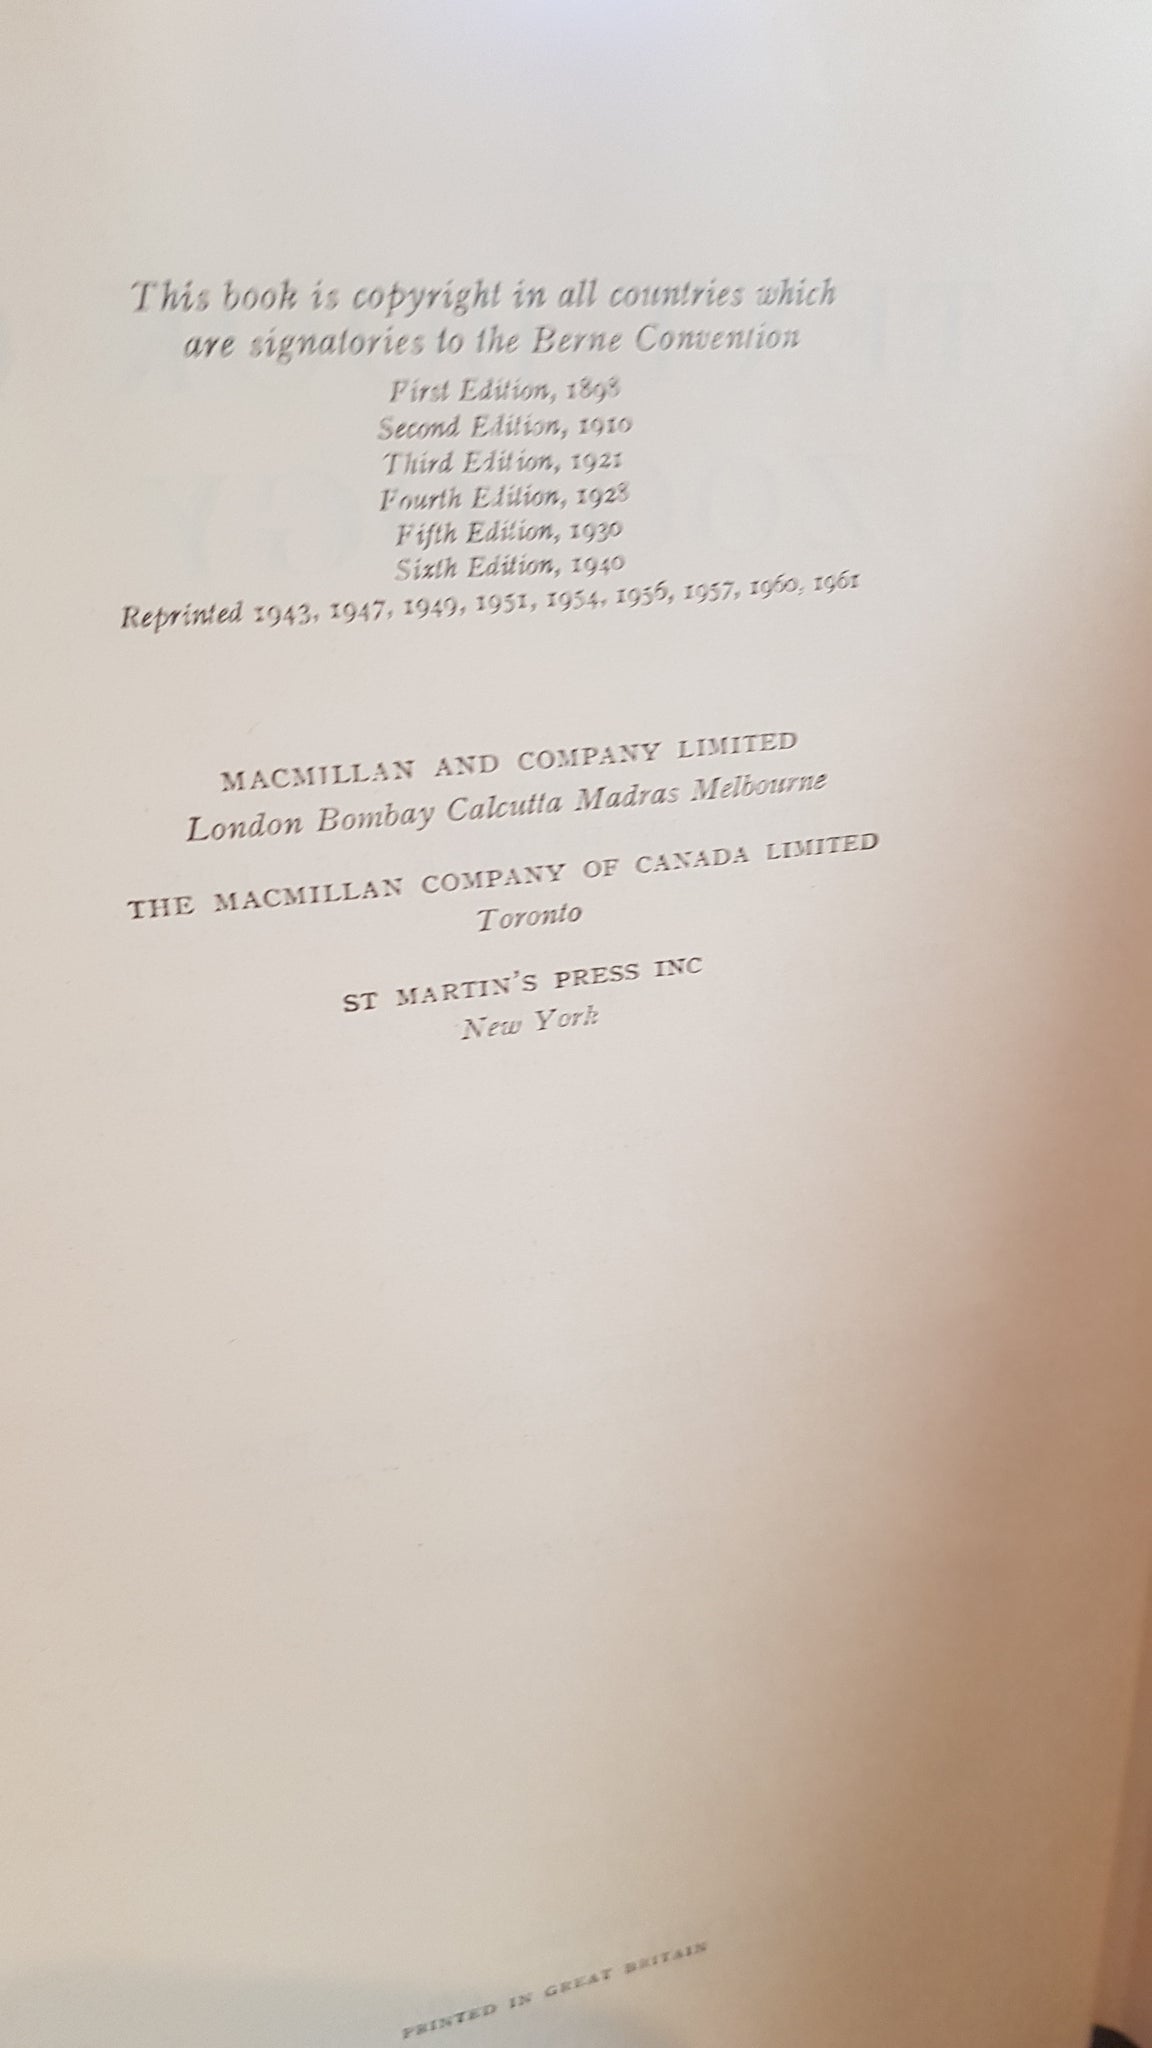 This book is copyright in all countries which
are signatories to the Berne Convention
First Edition, 1898
Second Edition, 1910
Third Edition, 1921
Fourth Edition, 1928
Fifth Edition, 1930
Sixth Edition, 1940
Reprinted 1943, 1947, 1949, 1951, 1954, 1956, 1957, 1960, 1961
MACMILLAN AND COMPANY LIMITED
London Bombay Calcutta Madras Melbourne
THE MACMILLAN COMPANY OF CANADA LIMITED
Toronto
ST MARTIN'S PRESS INC
New York
PRINTED IN GREAT BRITAIN